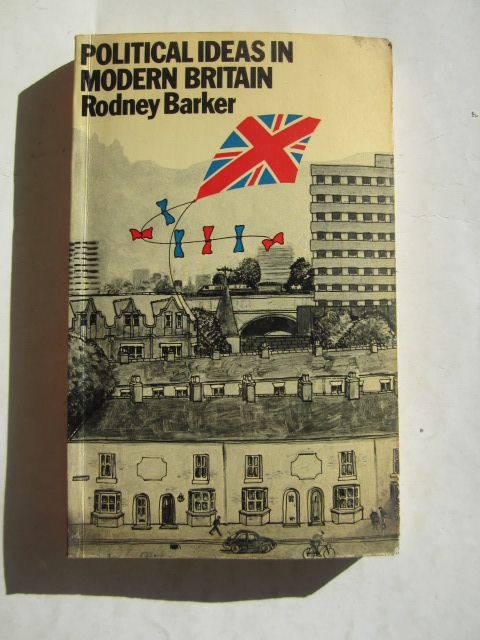 POLITICAL IDEAS IN
MODERN BRITAIN
Rodney Barker